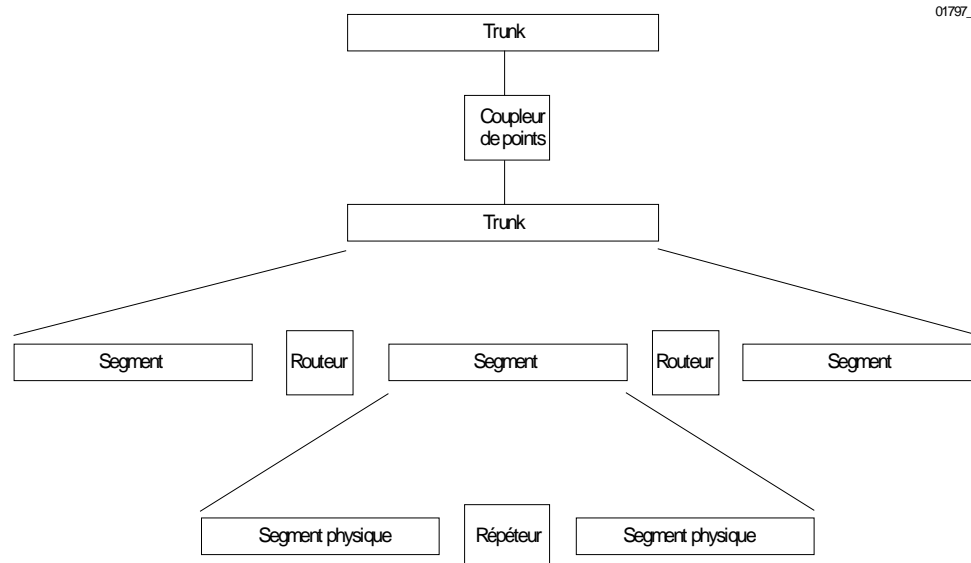 01797_
Trunk
Coupleur
de points
Trunk
Segment
Routeur
Segment
Routeur
Segment
Segment physique
Répéteur
Segment physique